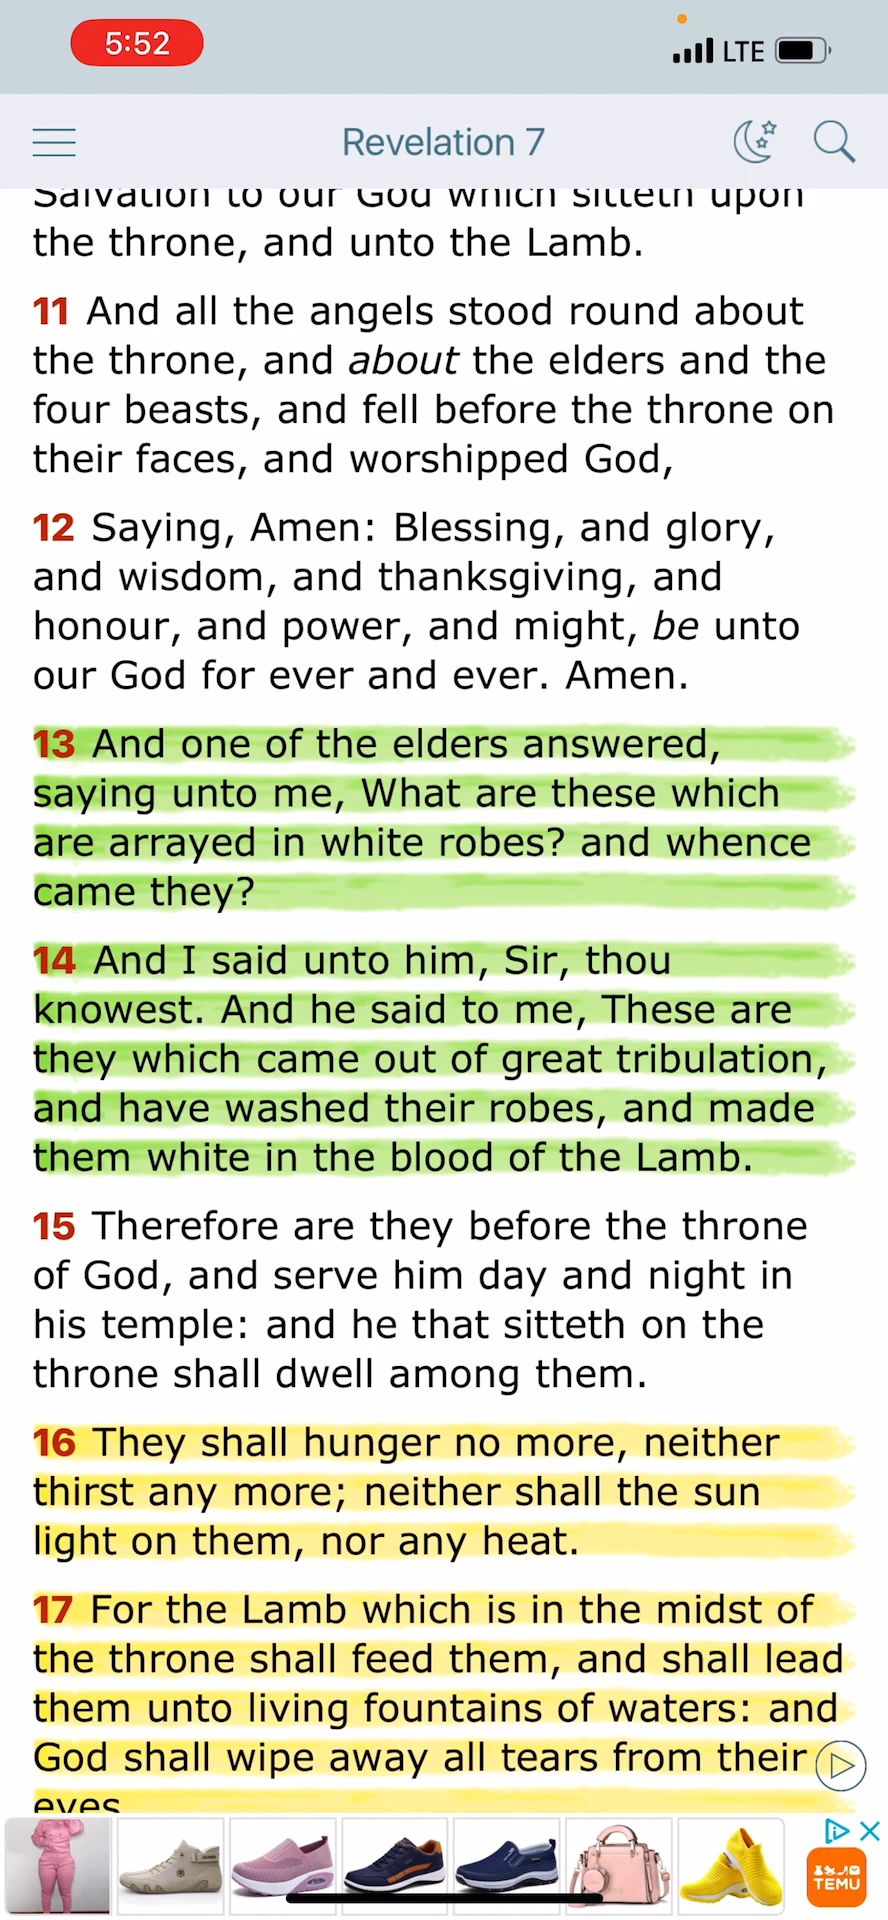 5:52
LTE
Revelation 7
Salvation to our God which sitteth upon
the throne, and unto the Lamb.
11 And all the angels stood round about
the throne, and about the elders and the
four beasts, and fell before the throne on
their faces, and worshipped God,
12 Saying, Amen: Blessing, and glory,
and wisdom, and thanksgiving, and
honour, and power, and might, be unto
our God for ever and ever. Amen.
13 And one of the elders answered,
saying unto me, What are these which
are arrayed in white robes? and whence
came they?
14 And I said unto him, Sir, thou
knowest. And he said to me, These are
they which came out of great tribulation,
and have washed their robes, and made
them white in the blood of the Lamb.
15 Therefore are they before the throne
of God, and serve him day and night in
his temple: and he that sitteth on the
throne shall dwell among them.
16 They shall hunger no more, neither
thirst any more; neither shall the sun
light on them, nor any heat.
17 For the Lamb which is in the midst of
the throne shall feed them, and shall lead
them unto living fountains of waters: and
God shall wipe away all tears from their
eyes
TEMU